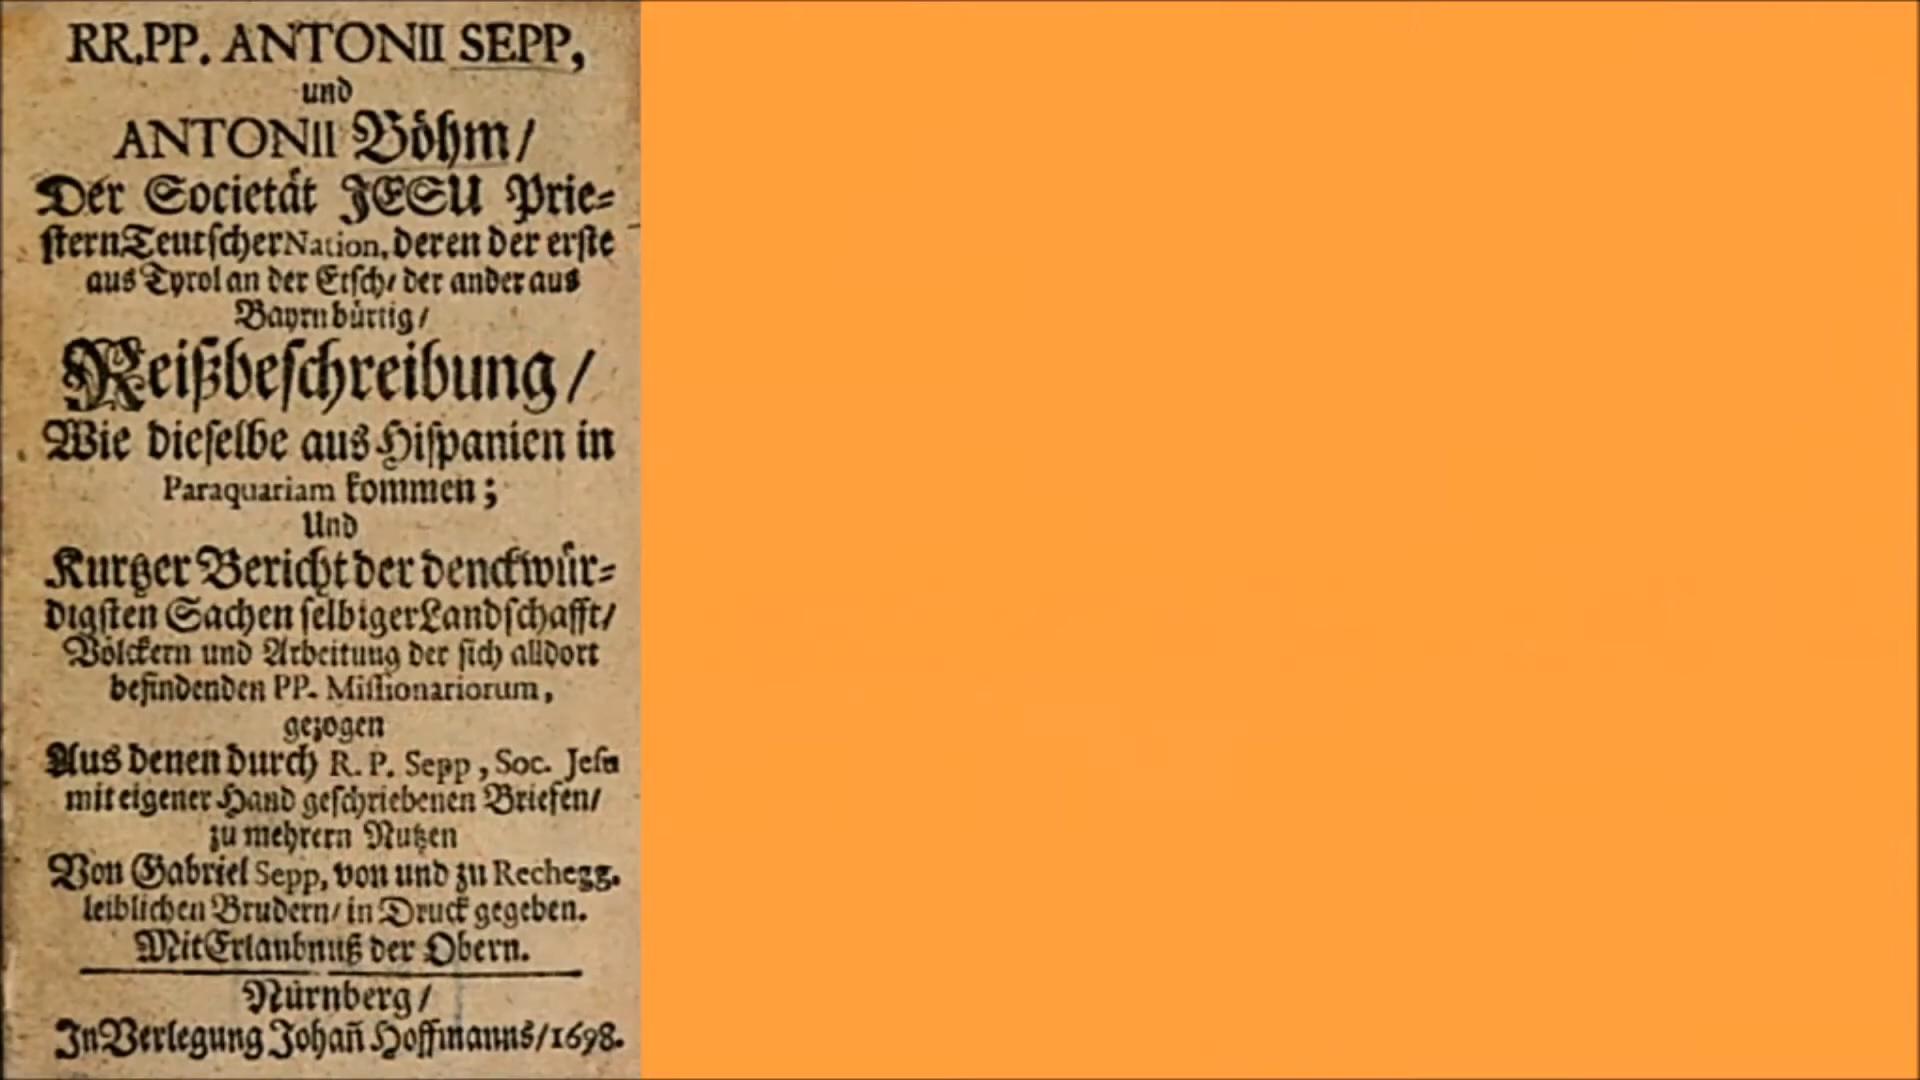 RR.PP. ANTONII SEPP,
und
ANTONII Böhm/
Der Societät JESU Prie⸗
stern Teutscher Nation, deren der erste
aus Tyrol an der Etsch/ der ander aus
Bayrn bürtig/
Reißbeschreibung/
Wie dieselbe aus Hispanien in
Paraquariam kommen;
Und
Kurtzer Bericht der denckwür⸗
digsten Sachen selbiger Landschafft/
Völckern und Arbeitung der sich alldort
befindenden PP. Missionariorum,
gezogen
Aus denen durch R. P. Sepp, Soc. Jesu
mit eigener Hand geschriebenen Briefen/
zu mehrern Nutzen
Von Gabriel Sepp, von und zu Rechegg.
leiblichen Brudern/ in Druck gegeben.
Mit Erlaubnuß der Obern.
Nürnberg/
In Verlegung Johañ Hoffmanns/1698.